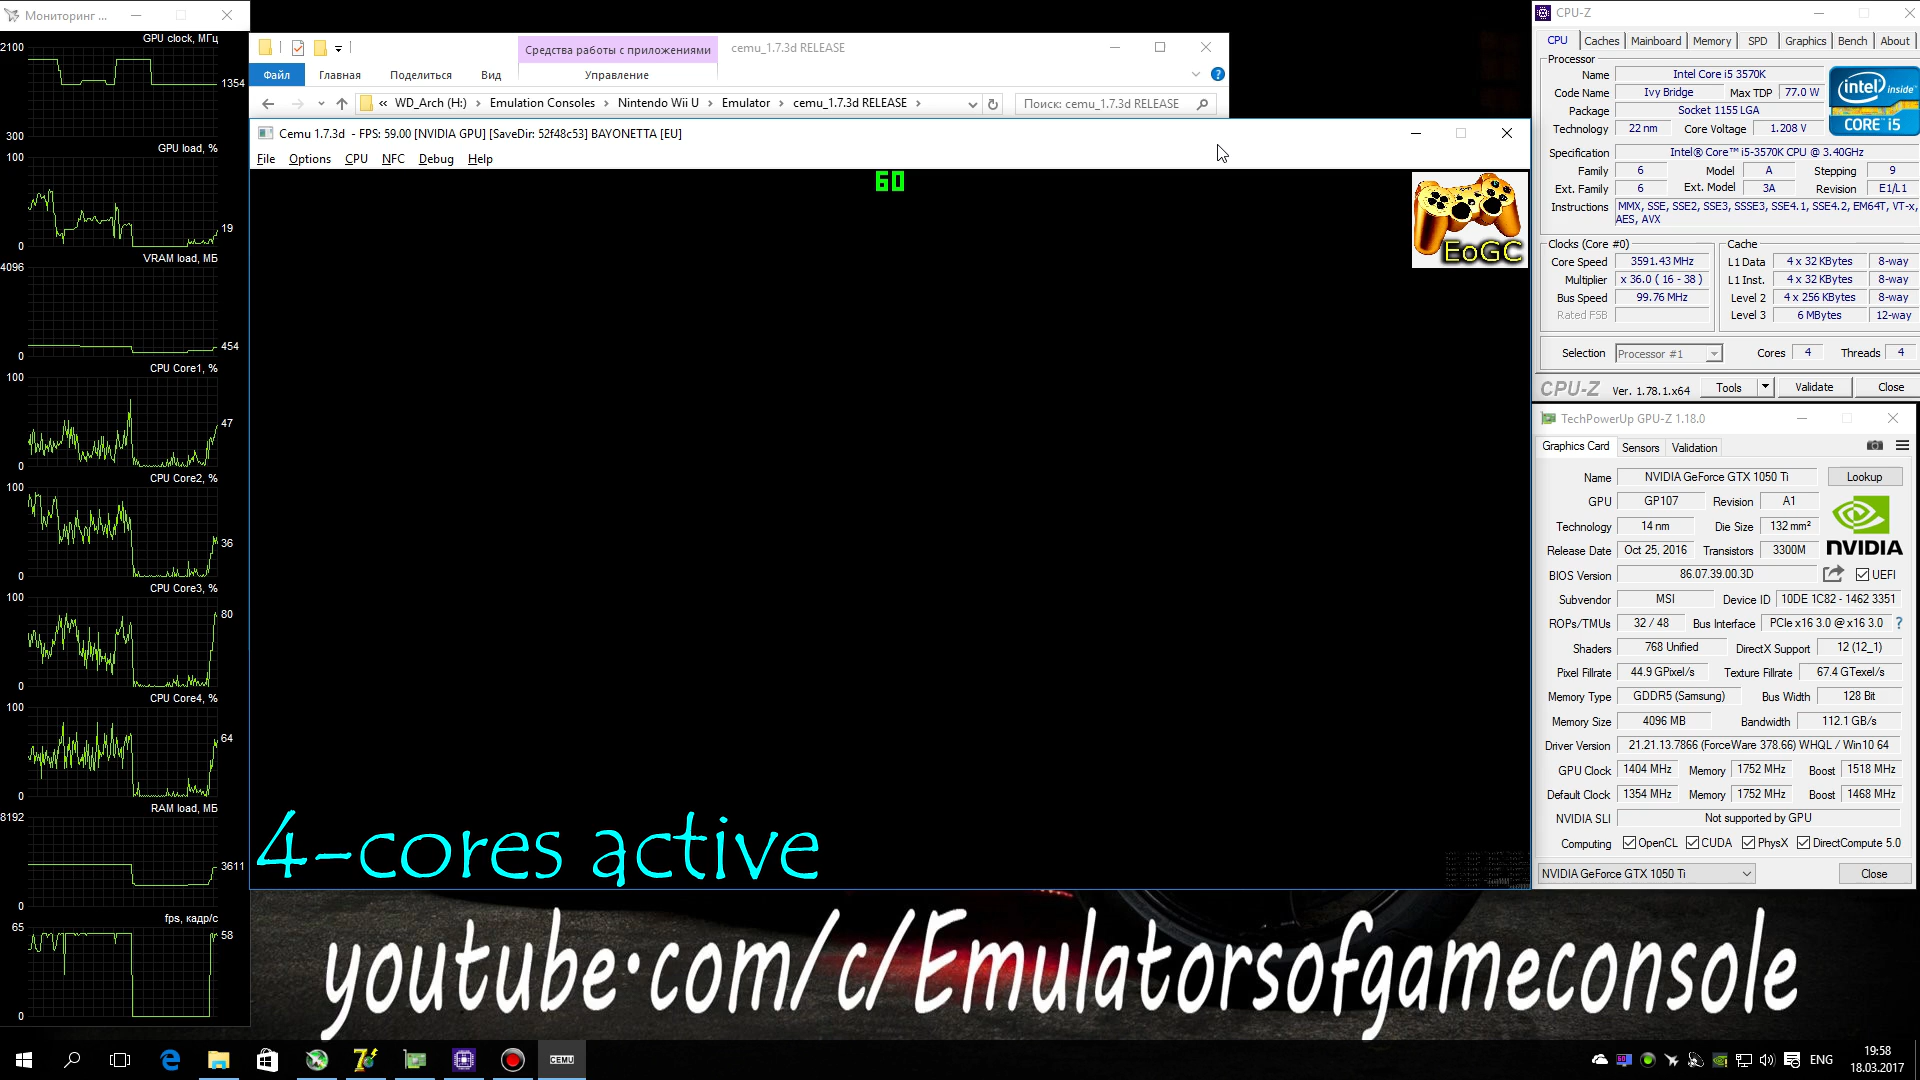 Мониторинг ...
GPU clock, МГц
2100
1354
300
GPU load, %
100
19
0
VRAM load, МБ
4096
454
0
CPU Core1, %
100
47
0
CPU Core2, %
100
36
0
CPU Core3, %
100
80
0
CPU Core4, %
100
64
0
RAM load, МБ
8192
3611
0
fps, кадр/с
65
58
0
Средства работы с приложениями
cemu_1.7.3d RELEASE
Файл Главная Поделиться Вид Управление
« WD_Arch (H:) › Emulation Consoles › Nintendo Wii U › Emulator › cemu_1.7.3d RELEASE ›
Поиск: cemu_1.7.3d RELEASE
Cemu 1.7.3d - FPS: 59.00 [NVIDIA GPU] [SaveDir: 52f48c53] BAYONETTA [EU]
File Options CPU NFC Debug Help
60
EoGC
4-cores active
youtube.com/c/Emulatorsofgameconsole
CPU-Z
CPU Caches Mainboard Memory SPD Graphics Bench About
Processor
Name Intel Core i5 3570K
Code Name Ivy Bridge Max TDP 77.0 W
Package Socket 1155 LGA
Technology 22 nm Core Voltage 1.208 V
intel inside™
CORE i5
Specification Intel® Core™ i5-3570K CPU @ 3.40GHz
Family 6 Model A Stepping 9
Ext. Family 6 Ext. Model 3A Revision E1/L1
Instructions MMX, SSE, SSE2, SSE3, SSSE3, SSE4.1, SSE4.2, EM64T, VT-x,
AES, AVX
Clocks (Core #0)
Core Speed 3591.43 MHz
Multiplier x 36.0 ( 16 - 38 )
Bus Speed 99.76 MHz
Rated FSB
Cache
L1 Data 4 x 32 KBytes 8-way
L1 Inst. 4 x 32 KBytes 8-way
Level 2 4 x 256 KBytes 8-way
Level 3 6 MBytes 12-way
Selection Processor #1 Cores 4 Threads 4
CPU-Z Ver. 1.78.1.x64 Tools Validate Close
TechPowerUp GPU-Z 1.18.0
Graphics Card Sensors Validation
Name NVIDIA GeForce GTX 1050 Ti Lookup
GPU GP107 Revision A1
Technology 14 nm Die Size 132 mm²
Release Date Oct 25, 2016 Transistors 3300M
NVIDIA
BIOS Version 86.07.39.00.3D UEFI
Subvendor MSI Device ID 10DE 1C82 - 1462 3351
ROPs/TMUs 32 / 48 Bus Interface PCIe x16 3.0 @ x16 3.0 ?
Shaders 768 Unified DirectX Support 12 (12_1)
Pixel Fillrate 44.9 GPixel/s Texture Fillrate 67.4 GTexel/s
Memory Type GDDR5 (Samsung) Bus Width 128 Bit
Memory Size 4096 MB Bandwidth 112.1 GB/s
Driver Version 21.21.13.7866 (ForceWare 378.66) WHQL / Win10 64
GPU Clock 1404 MHz Memory 1752 MHz Boost 1518 MHz
Default Clock 1354 MHz Memory 1752 MHz Boost 1468 MHz
NVIDIA SLI Not supported by GPU
Computing OpenCL CUDA PhysX DirectCompute 5.0
NVIDIA GeForce GTX 1050 Ti Close
CEMU
ENG
19:58
18.03.2017